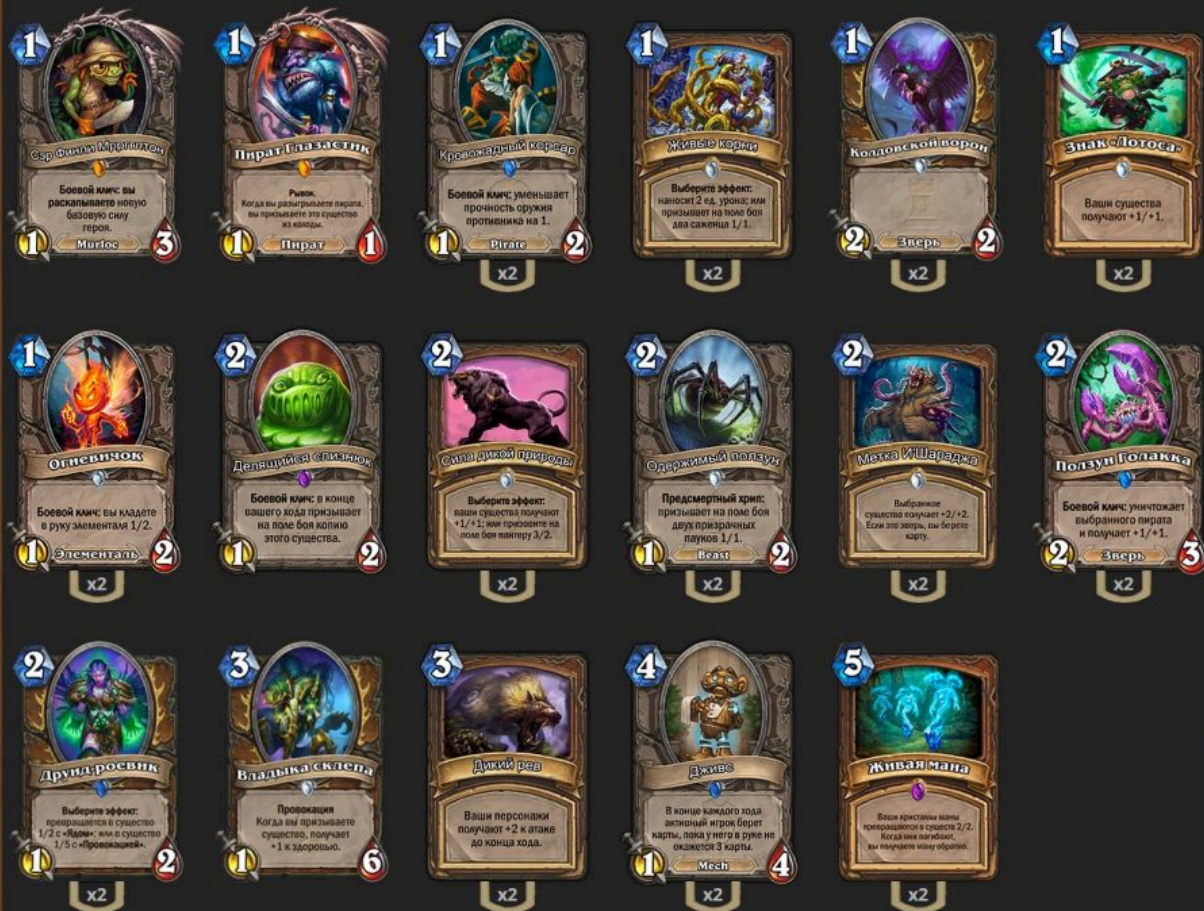 1
Сэр Финли Мрргглтон
Боевой клич: вы
раскапываете новую
базовую силу
героя.
1
Murloc
3
1
Пират Глазастик
Рывок.
Когда вы разыгрываете пирата,
вы призываете это существо
из колоды.
1
Пират
1
1
Кровожадный корсар
Боевой клич: уменьшает
прочность оружия
противника на 1.
1
Pirate
2
x2
1
Живые корни
Выберите эффект:
наносит 2 ед. урона; или
призывает на поле боя
два саженца 1/1.
x2
1
Колдовской ворон
2
Зверь
2
x2
1
Знак «Лотоса»
Ваши существа
получают +1/+1.
x2
1
Огневичок
Боевой клич: вы кладете
в руку элементаля 1/2.
1
Элементаль
2
x2
2
Делящийся слизнюк
Боевой клич: в конце
вашего хода призывает
на поле боя копию
этого существа.
1
2
2
Сила дикой природы
Выберите эффект:
ваши существа получают
+1/+1; или призовите на
поле боя пантеру 3/2.
x2
2
Одержимый ползун
Предсмертный хрип:
призывает на поле боя
двух призрачных
пауков 1/1.
1
Beast
2
x2
2
Метка И'Шараджа
Выбранное
существо получает +2/+2.
Если это зверь, вы берете
карту.
x2
2
Ползун Голакка
Боевой клич: уничтожает
выбранного пирата
и получает +1/+1.
2
Зверь
3
x2
2
Друид-роевик
Выберите эффект:
превращается в существо
1/2 с «Ядом»; или в существо
1/5 с «Провокацией».
1
2
x2
3
Владыка склепа
Провокация
Когда вы призываете
существо, получает
+1 к здоровью.
1
6
3
Дикий рев
Ваши персонажи
получают +2 к атаке
до конца хода.
x2
4
Дживс
В конце каждого хода
активный игрок берет
карты, пока у него в руке не
окажется 3 карты.
1
Mech
4
x2
5
Живая мана
Ваши кристаллы маны
превращаются в существ 2/2.
Когда они погибают,
вы получаете ману обратно.
x2